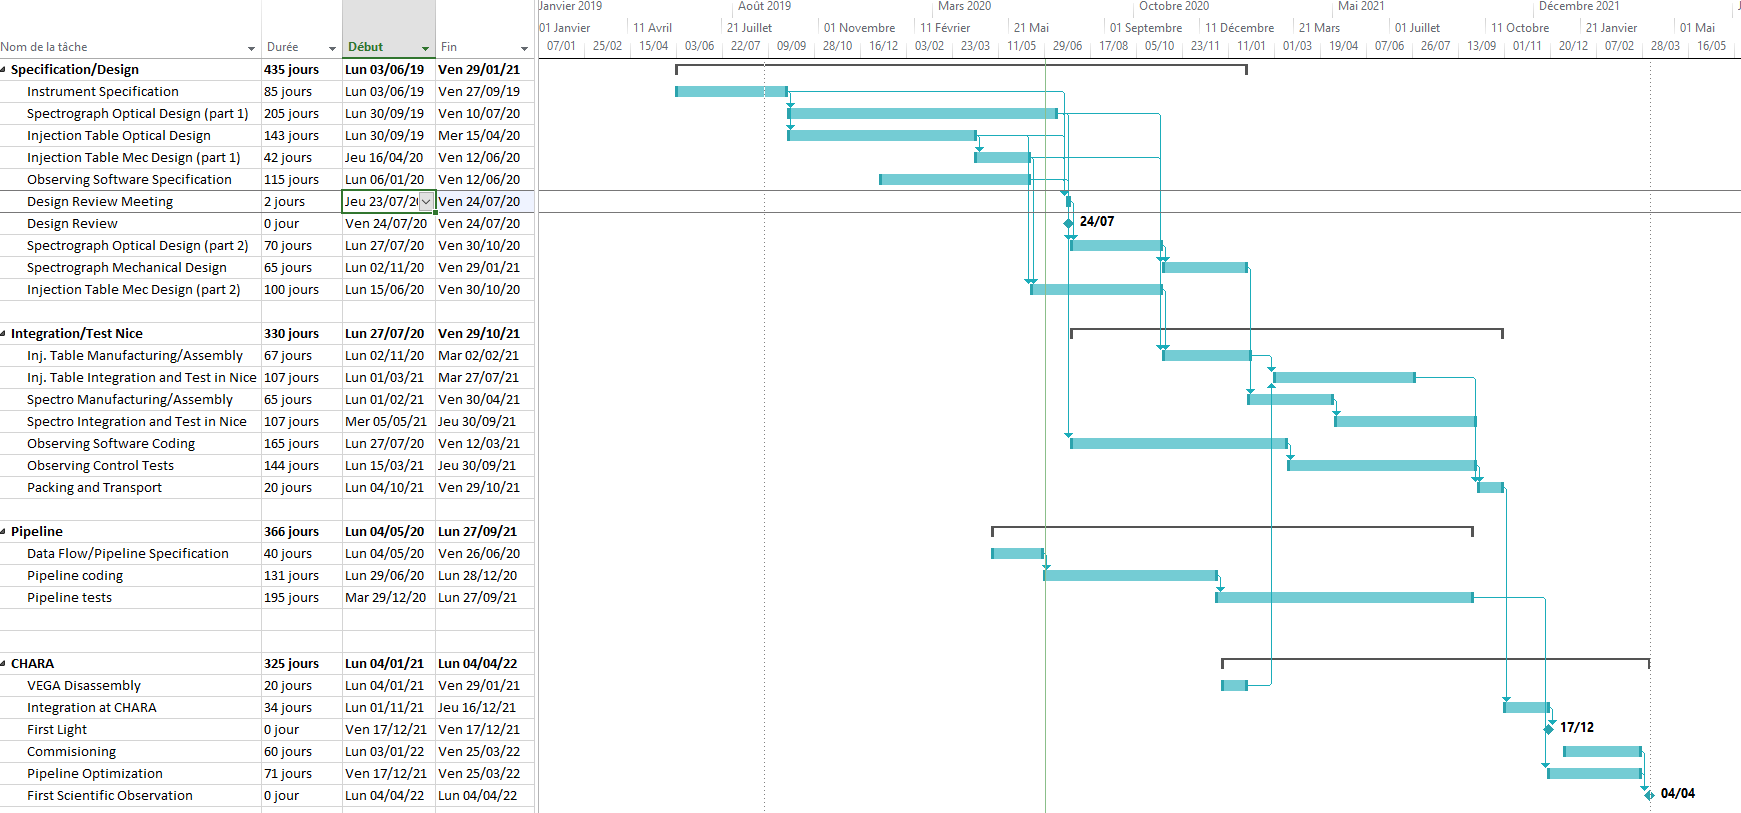 Janvier 2019 Août 2019 Mars 2020 Octobre 2020 Mai 2021 Décembre 2021
01 Janvier 11 Avril 21 Juillet 01 Novembre 11 Février 21 Mai 01 Septembre 11 Décembre 21 Mars 01 Juillet 11 Octobre 21 Janvier 01 Mai
Nom de la tâche Durée Début Fin 07/01 25/02 15/04 03/06 22/07 09/09 28/10 16/12 03/02 23/03 11/05 29/06 17/08 05/10 23/11 11/01 01/03 19/04 07/06 26/07 13/09 01/11 20/12 07/02 28/03 16/05
Specification/Design 435 jours Lun 03/06/19 Ven 29/01/21
Instrument Specification 85 jours Lun 03/06/19 Ven 27/09/19
Spectrograph Optical Design (part 1) 205 jours Lun 30/09/19 Ven 10/07/20
Injection Table Optical Design 143 jours Lun 30/09/19 Mer 15/04/20
Injection Table Mec Design (part 1) 42 jours Jeu 16/04/20 Ven 12/06/20
Observing Software Specification 115 jours Lun 06/01/20 Ven 12/06/20
Design Review Meeting 2 jours Jeu 23/07/20 Ven 24/07/20
Design Review 0 jour Ven 24/07/20 Ven 24/07/20 24/07
Spectrograph Optical Design (part 2) 70 jours Lun 27/07/20 Ven 30/10/20
Spectrograph Mechanical Design 65 jours Lun 02/11/20 Ven 29/01/21
Injection Table Mec Design (part 2) 100 jours Lun 15/06/20 Ven 30/10/20
Integration/Test Nice 330 jours Lun 27/07/20 Ven 29/10/21
Inj. Table Manufacturing/Assembly 67 jours Lun 02/11/20 Mar 02/02/21
Inj. Table Integration and Test in Nice 107 jours Lun 01/03/21 Mar 27/07/21
Spectro Manufacturing/Assembly 65 jours Lun 01/02/21 Ven 30/04/21
Spectro Integration and Test in Nice 107 jours Mer 05/05/21 Jeu 30/09/21
Observing Software Coding 165 jours Lun 27/07/20 Ven 12/03/21
Observing Control Tests 144 jours Lun 15/03/21 Jeu 30/09/21
Packing and Transport 20 jours Lun 04/10/21 Ven 29/10/21
Pipeline 366 jours Lun 04/05/20 Lun 27/09/21
Data Flow/Pipeline Specification 40 jours Lun 04/05/20 Ven 26/06/20
Pipeline coding 131 jours Lun 29/06/20 Lun 28/12/20
Pipeline tests 195 jours Mar 29/12/20 Lun 27/09/21
CHARA 325 jours Lun 04/01/21 Lun 04/04/22
VEGA Disassembly 20 jours Lun 04/01/21 Ven 29/01/21
Integration at CHARA 34 jours Lun 01/11/21 Jeu 16/12/21
First Light 0 jour Ven 17/12/21 Ven 17/12/21 17/12
Commisioning 60 jours Lun 03/01/22 Ven 25/03/22
Pipeline Optimization 71 jours Ven 17/12/21 Ven 25/03/22
First Scientific Observation 0 jour Lun 04/04/22 Lun 04/04/22 04/04